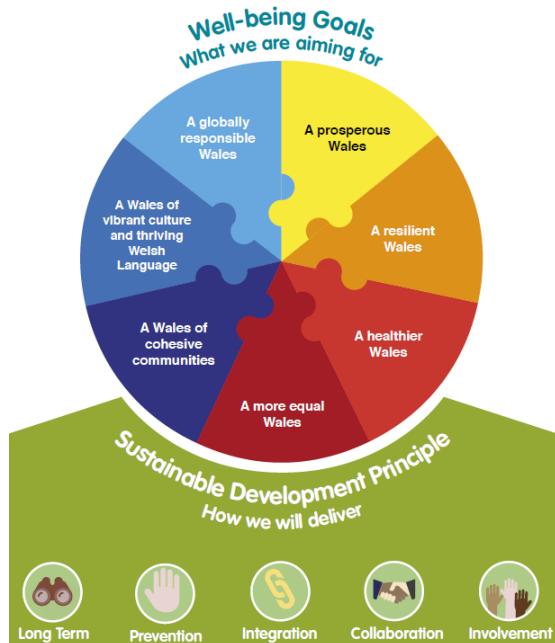 Well-being Goals
What we are aiming for
A globally
responsible
Wales
A prosperous
Wales
A Wales of
vibrant culture
and thriving
Welsh
Language
A resilient
Wales
A Wales of
cohesive
communities
A healthier
Wales
A more equal
Wales
Sustainable Development Principle
How we will deliver
Long Term
Prevention
Integration
Collaboration
Involvement